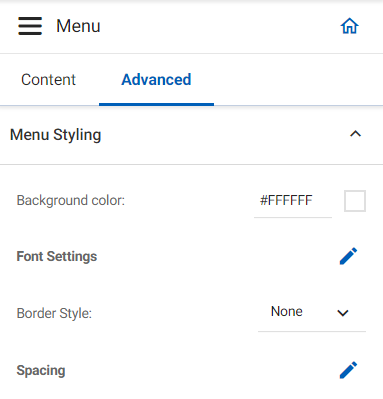 Menu
Content Advanced
Menu Styling
Background color: #FFFFFF
Font Settings
Border Style: None
Spacing